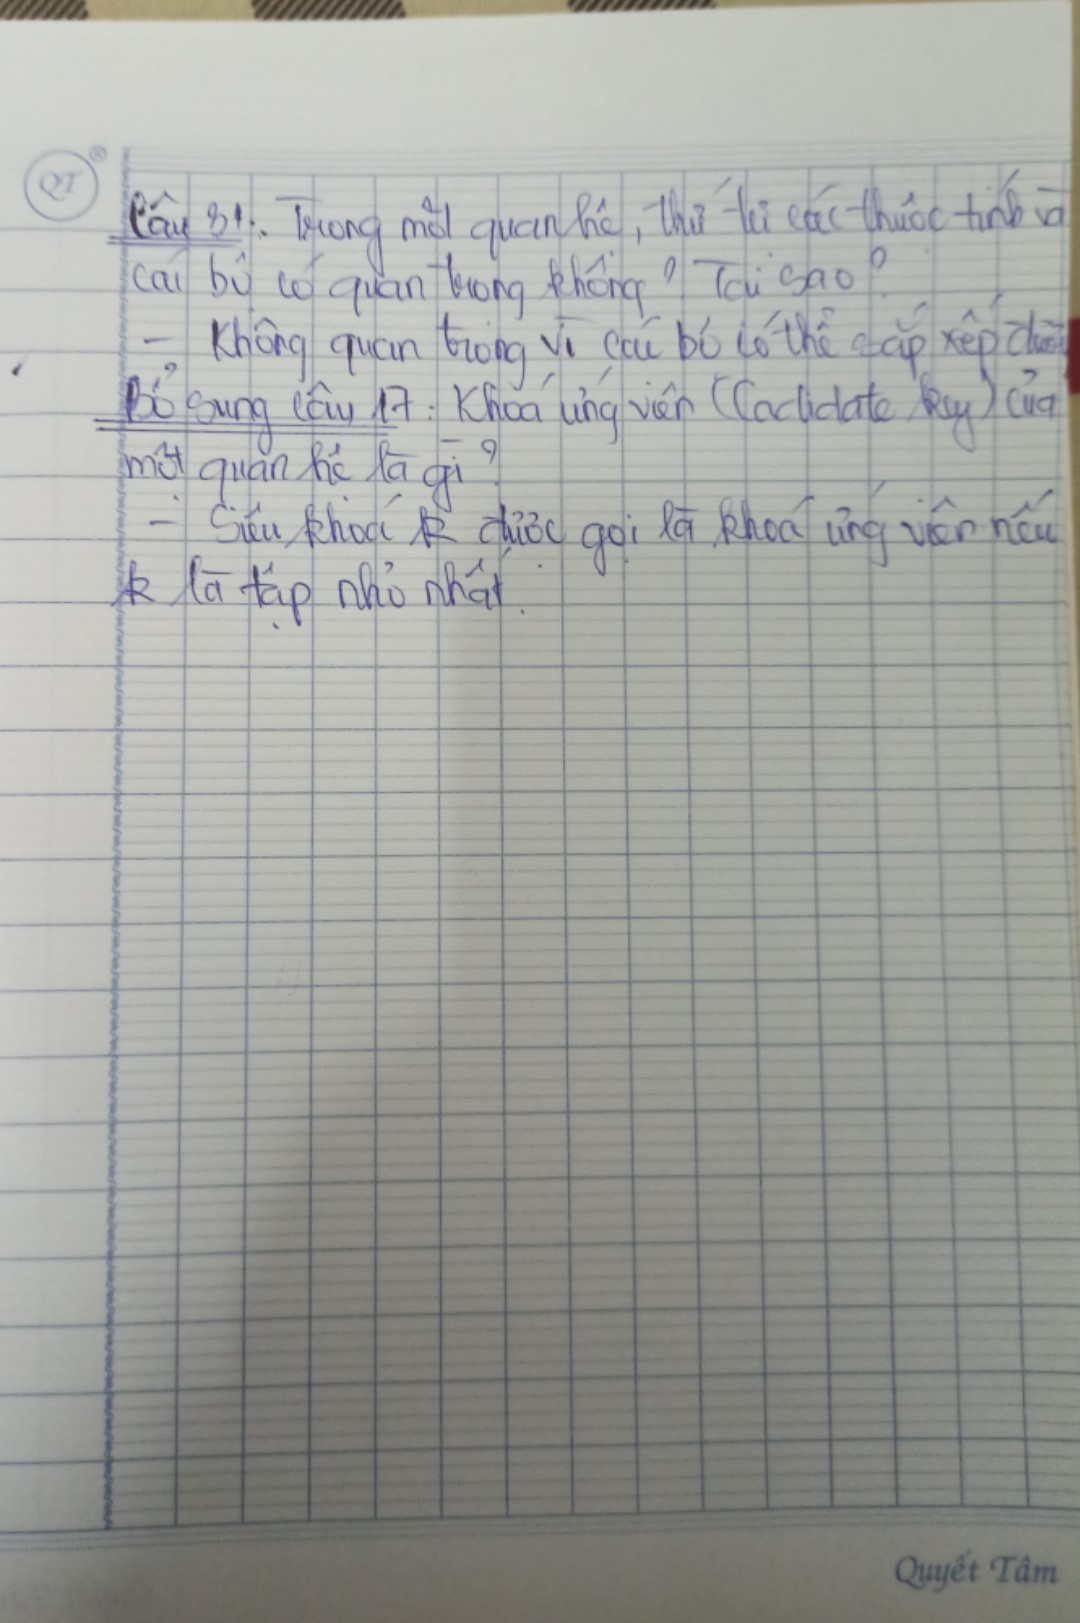 QT
Câu 31: Trong một quan hệ, thứ tự các thuộc tính và
các bộ có quan trọng không? Tại sao?
- Không quan trọng vì các bộ có thể sắp xếp được
Bổ sung câu 17: Khoá ứng viên (Cadidate key) của
một quan hệ là gì?
- Siêu khoá k được gọi là khoá ứng viên nếu
k là tập nhỏ nhất.
Quyết Tâm